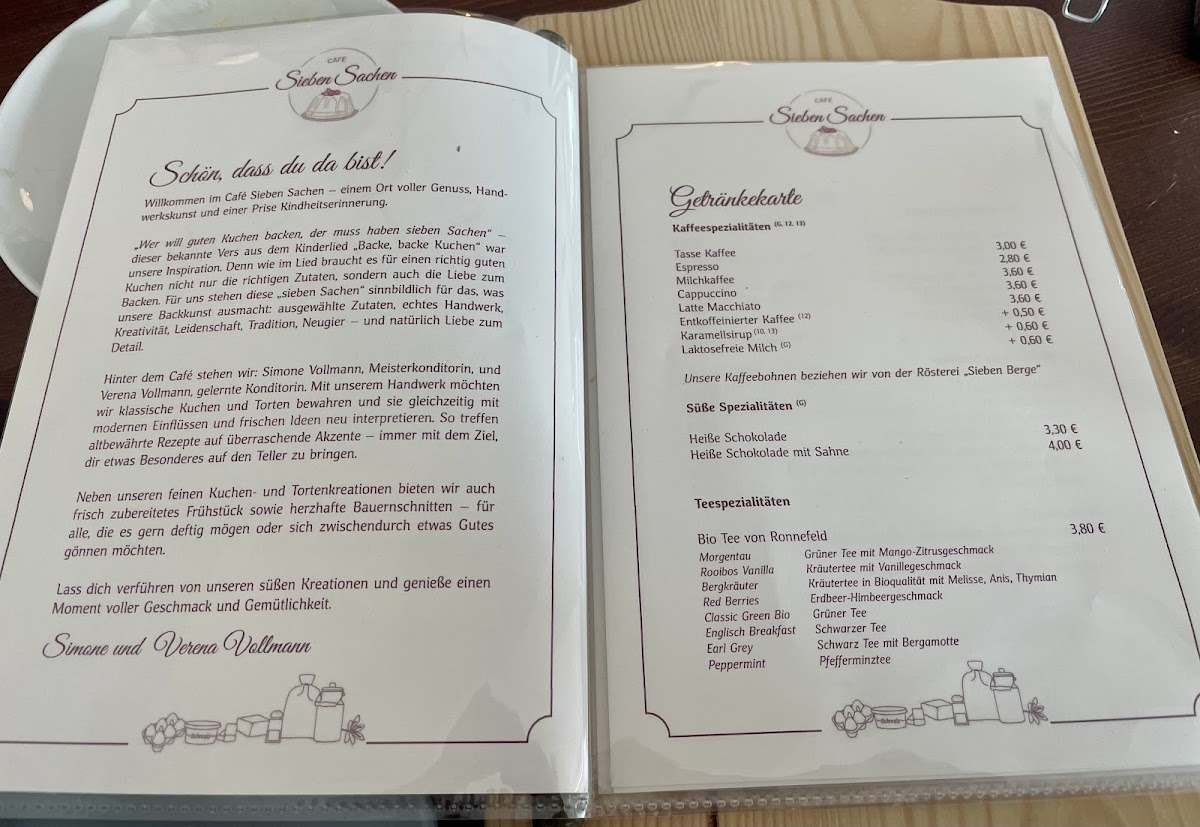 CAFÉ
Sieben Sachen
Schön, dass du da bist!
Willkommen im Café Sieben Sachen – einem Ort voller Genuss, Hand-
werkskunst und einer Prise Kindheitserinnerung.
„Wer will guten Kuchen backen, der muss haben sieben Sachen“ –
dieser bekannte Vers aus dem Kinderlied „Backe, backe Kuchen“ war
unsere Inspiration. Denn wie im Lied braucht es für einen richtig guten
Kuchen nicht nur die richtigen Zutaten, sondern auch die Liebe zum
Backen. Für uns stehen diese „sieben Sachen“ sinnbildlich für das, was
unsere Backkunst ausmacht: ausgewählte Zutaten, echtes Handwerk,
Kreativität, Leidenschaft, Tradition, Neugier – und natürlich Liebe zum
Detail.
Hinter dem Café stehen wir: Simone Vollmann, Meisterkonditorin, und
Verena Vollmann, gelernte Konditorin. Mit unserem Handwerk möchten
wir klassische Kuchen und Torten bewahren und sie gleichzeitig mit
modernen Einflüssen und frischen Ideen neu interpretieren. So treffen
altbewährte Rezepte auf überraschende Akzente – immer mit dem Ziel,
dir etwas Besonderes auf den Teller zu bringen.
Neben unseren feinen Kuchen- und Tortenkreationen bieten wir auch
frisch zubereitetes Frühstück sowie herzhafte Bauernschnitten – für
alle, die es gern deftig mögen oder sich zwischendurch etwas Gutes
gönnen möchten.
Lass dich verführen von unseren süßen Kreationen und genieße einen
Moment voller Geschmack und Gemütlichkeit.
Simone und Verena Vollmann
Schmalz
CAFÉ
Sieben Sachen
Getränkekarte
Kaffeespezialitäten (G, 12, 13)
Tasse Kaffee 3,00 €
Espresso 2,80 €
Milchkaffee 3,60 €
Cappuccino 3,60 €
Latte Macchiato 3,60 €
Entkoffeinierter Kaffee (12) + 0,50 €
Karamellsirup (10, 13) + 0,60 €
Laktosefreie Milch (G) + 0,60 €
Unsere Kaffeebohnen beziehen wir von der Rösterei „Sieben Berge“
Süße Spezialitäten (G)
Heiße Schokolade 3,30 €
Heiße Schokolade mit Sahne 4,00 €
Teespezialitäten
Bio Tee von Ronnefeld 3,80 €
Morgentau Grüner Tee mit Mango-Zitrusgeschmack
Rooibos Vanilla Kräutertee mit Vanillegeschmack
Bergkräuter Kräutertee in Bioqualität mit Melisse, Anis, Thymian
Red Berries Erdbeer-Himbeergeschmack
Classic Green Bio Grüner Tee
Englisch Breakfast Schwarzer Tee
Earl Grey Schwarz Tee mit Bergamotte
Peppermint Pfefferminztee
Schmalz